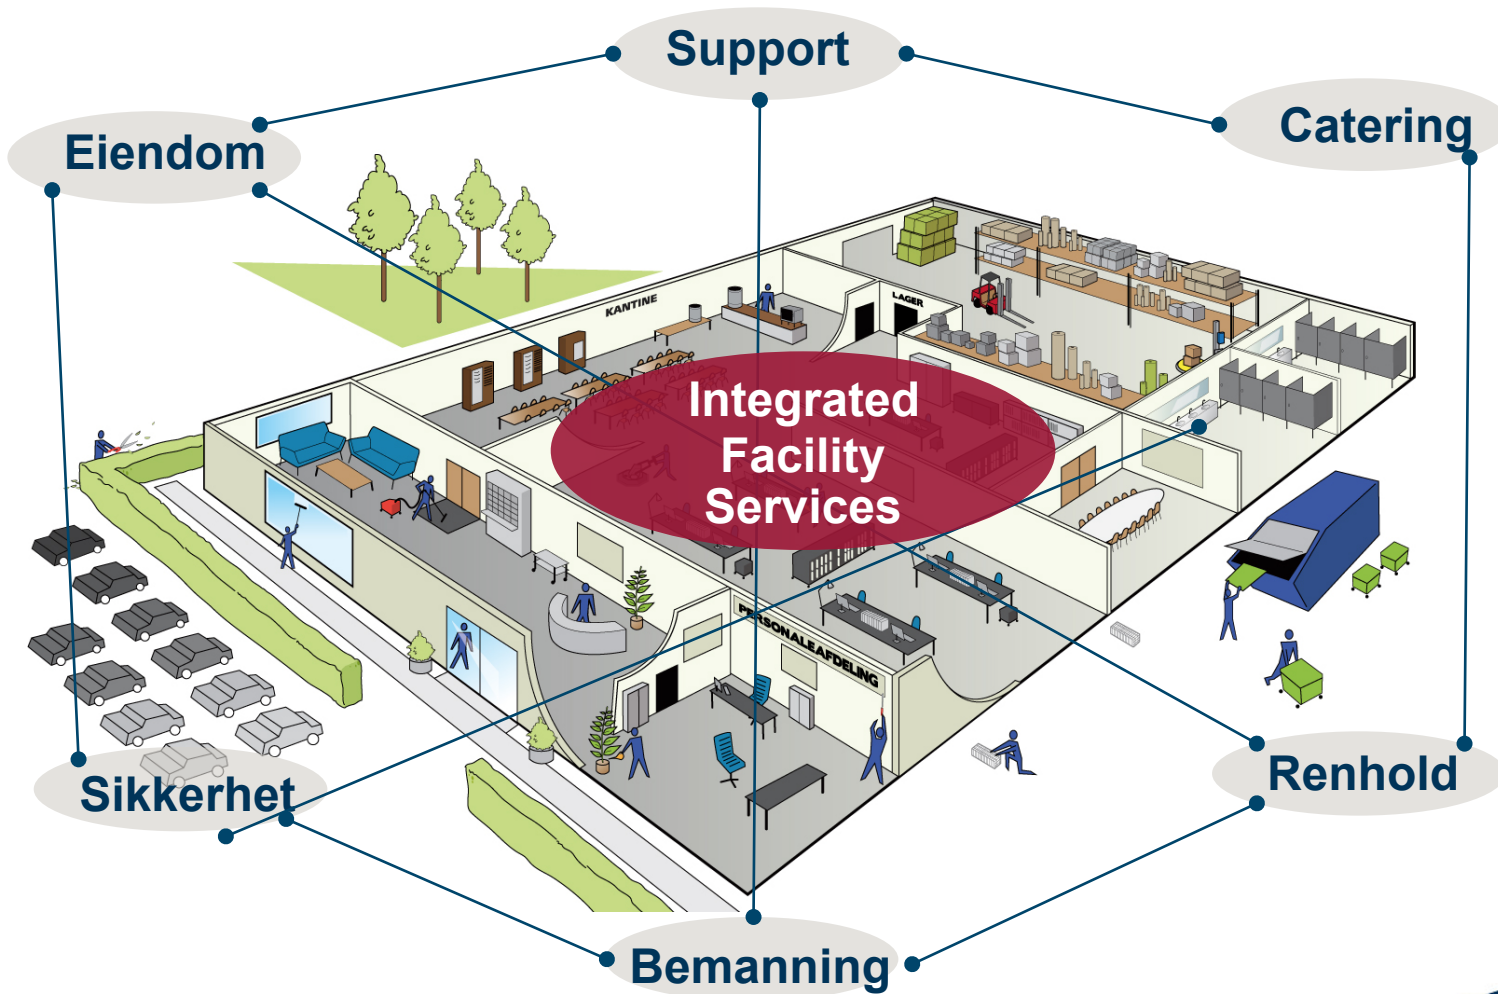 Support
Eiendom
Catering
KANTINE
LAGER
Integrated
Facility
Services
PERSONALEAFDELING
Sikkerhet
Renhold
Bemanning